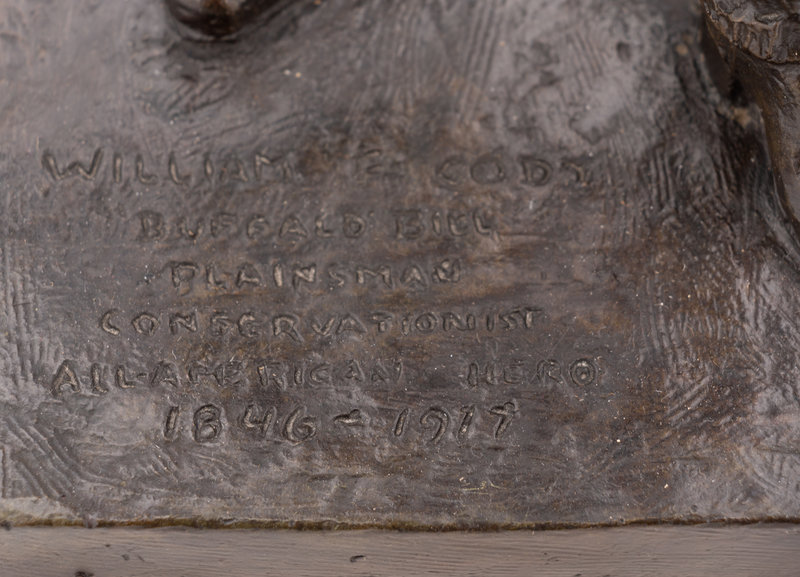 WILLIAM F. CODY
BUFFALO BILL
PLAINSMAN
CONSERVATIONIST
ALL-AMERICAN HERO
1846-1917